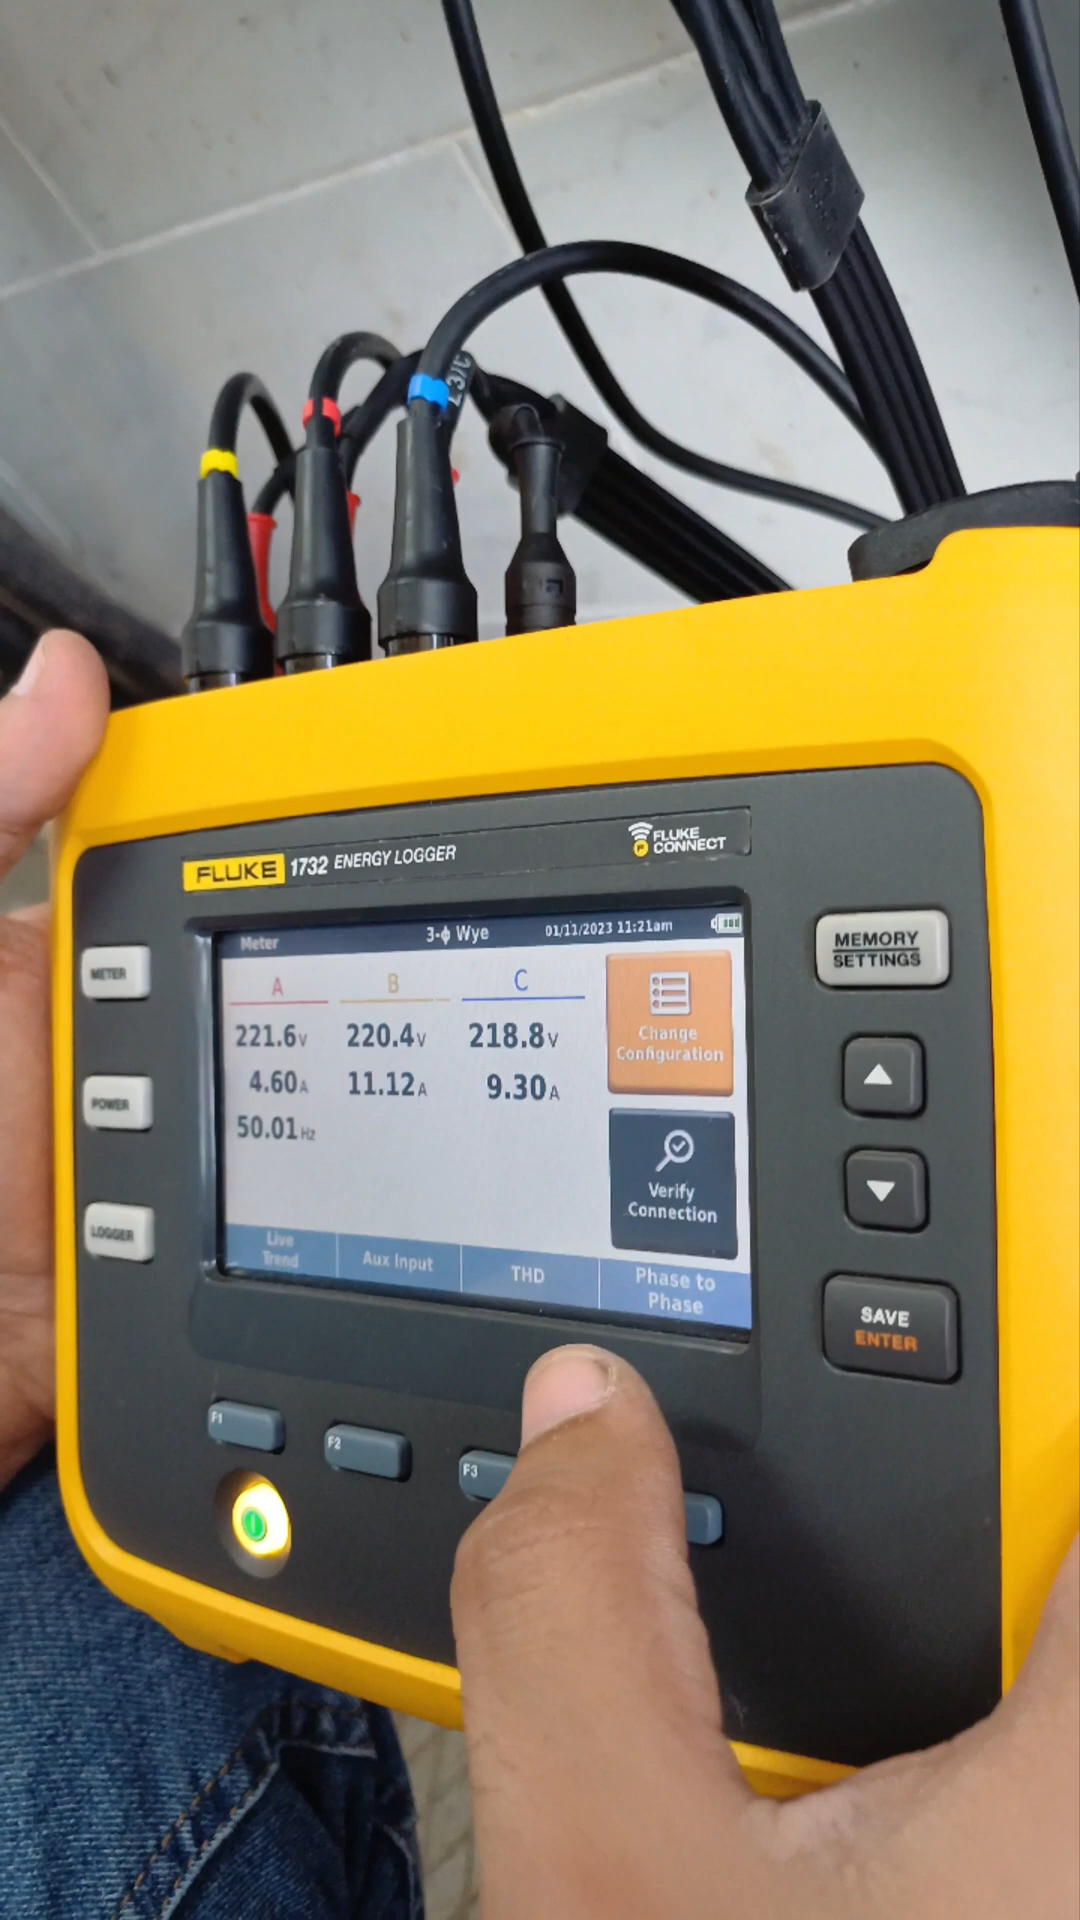 L3/C
FLUKE 1732 ENERGY LOGGER
FLUKE
CONNECT
Meter 3-ϕ Wye 01/11/2023 11:21am
A B C
221.6V 220.4V 218.8V
4.60A 11.12A 9.30A
50.01Hz
Change
Configuration
Verify
Connection
Live
Trend
Aux Input
THD
Phase to
Phase
METER
POWER
LOGGER
MEMORY
SETTINGS
SAVE
ENTER
F1
F2
F3